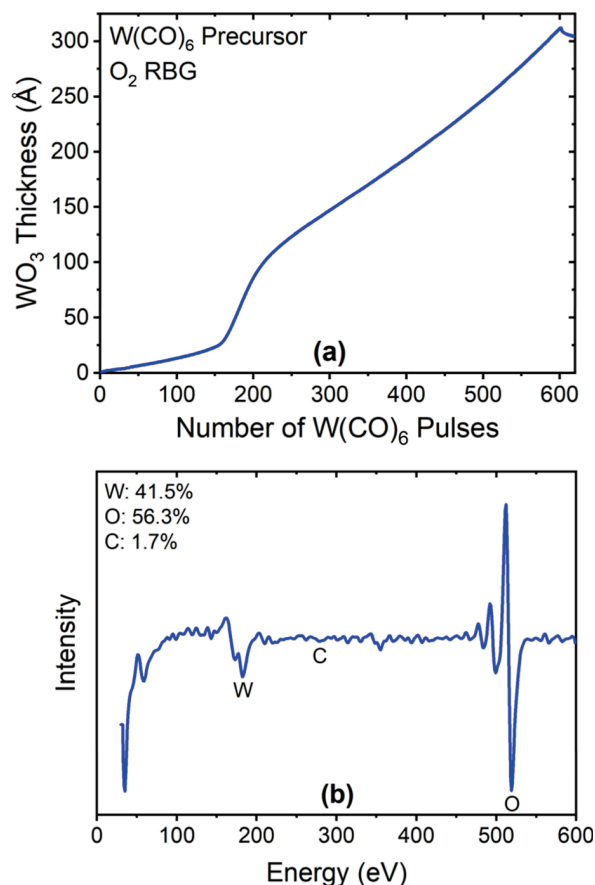 W(CO)₆ Precursor
O₂ RBG
WO₃ Thickness (Å)
300
250
200
150
100
50
25
0
(a)
0 100 200 300 400 500 600
Number of W(CO)₆ Pulses
W: 41.5%
O: 56.3%
C: 1.7%
Intensity
C
W
(b)
O
0 100 200 300 400 500 600
Energy (eV)